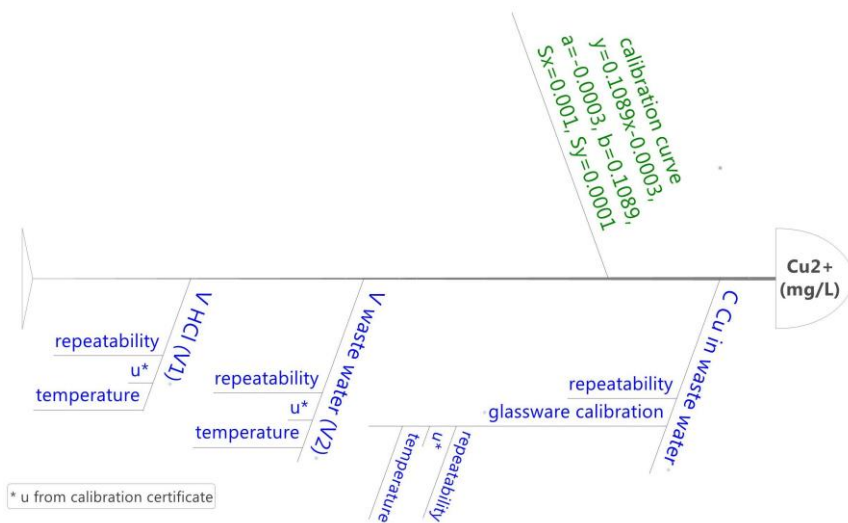 calibration curve
y=0.1089x-0.0003,
a=-0.0003, b=0.1089,
Sx=0.001, Sy=0.0001
Cu2+
(mg/L)
V HCl (V1)
repeatability
u*
temperature
V waste water (V2)
repeatability
u*
temperature
C Cu in waste water
repeatability
glassware calibration
repeatability
u*
temperature
* u from calibration certificate